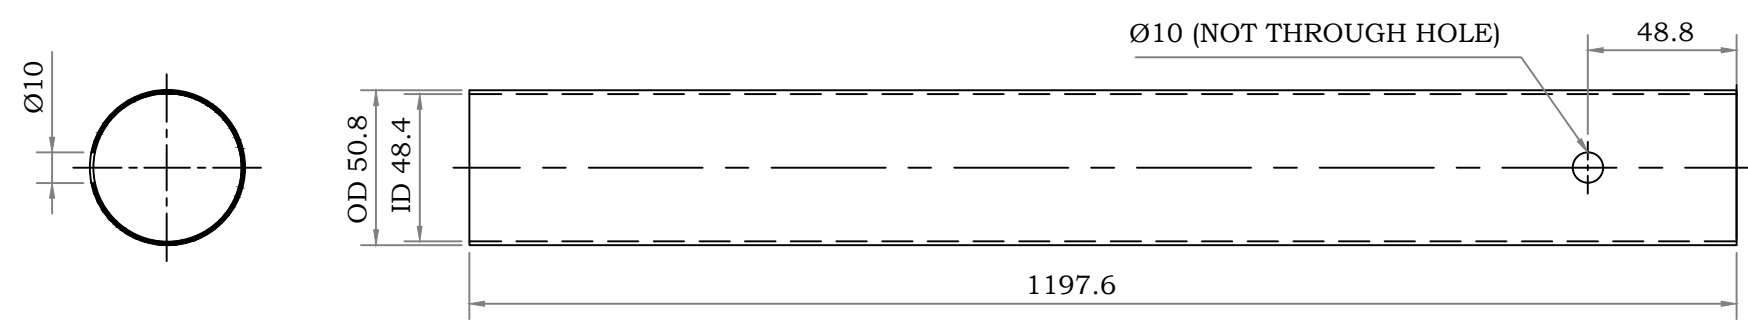 Ø10 (NOT THROUGH HOLE)
48.8
Ø10
OD 50.8
ID 48.4
1197.6